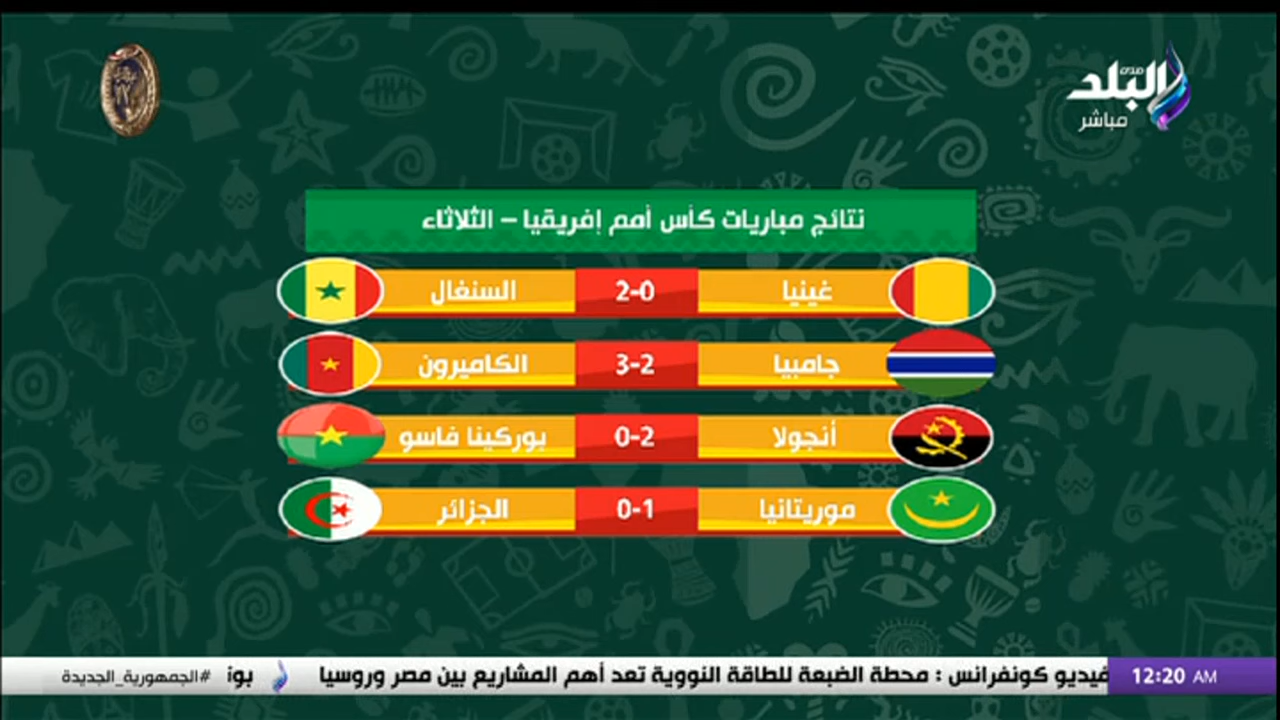 صدى
البلد
مباشر
نتائج مباريات كأس أمم إفريقيا – الثلاثاء
غينيا 2-0 السنغال
جامبيا 3-2 الكاميرون
أنجولا 0-2 بوركينا فاسو
موريتانيا 0-1 الجزائر
12:20 AM
فيديو كونفرانس : محطة الضبعة للطاقة النووية تعد أهم المشاريع بين مصر وروسيا
#الجمهورية_الجديدة